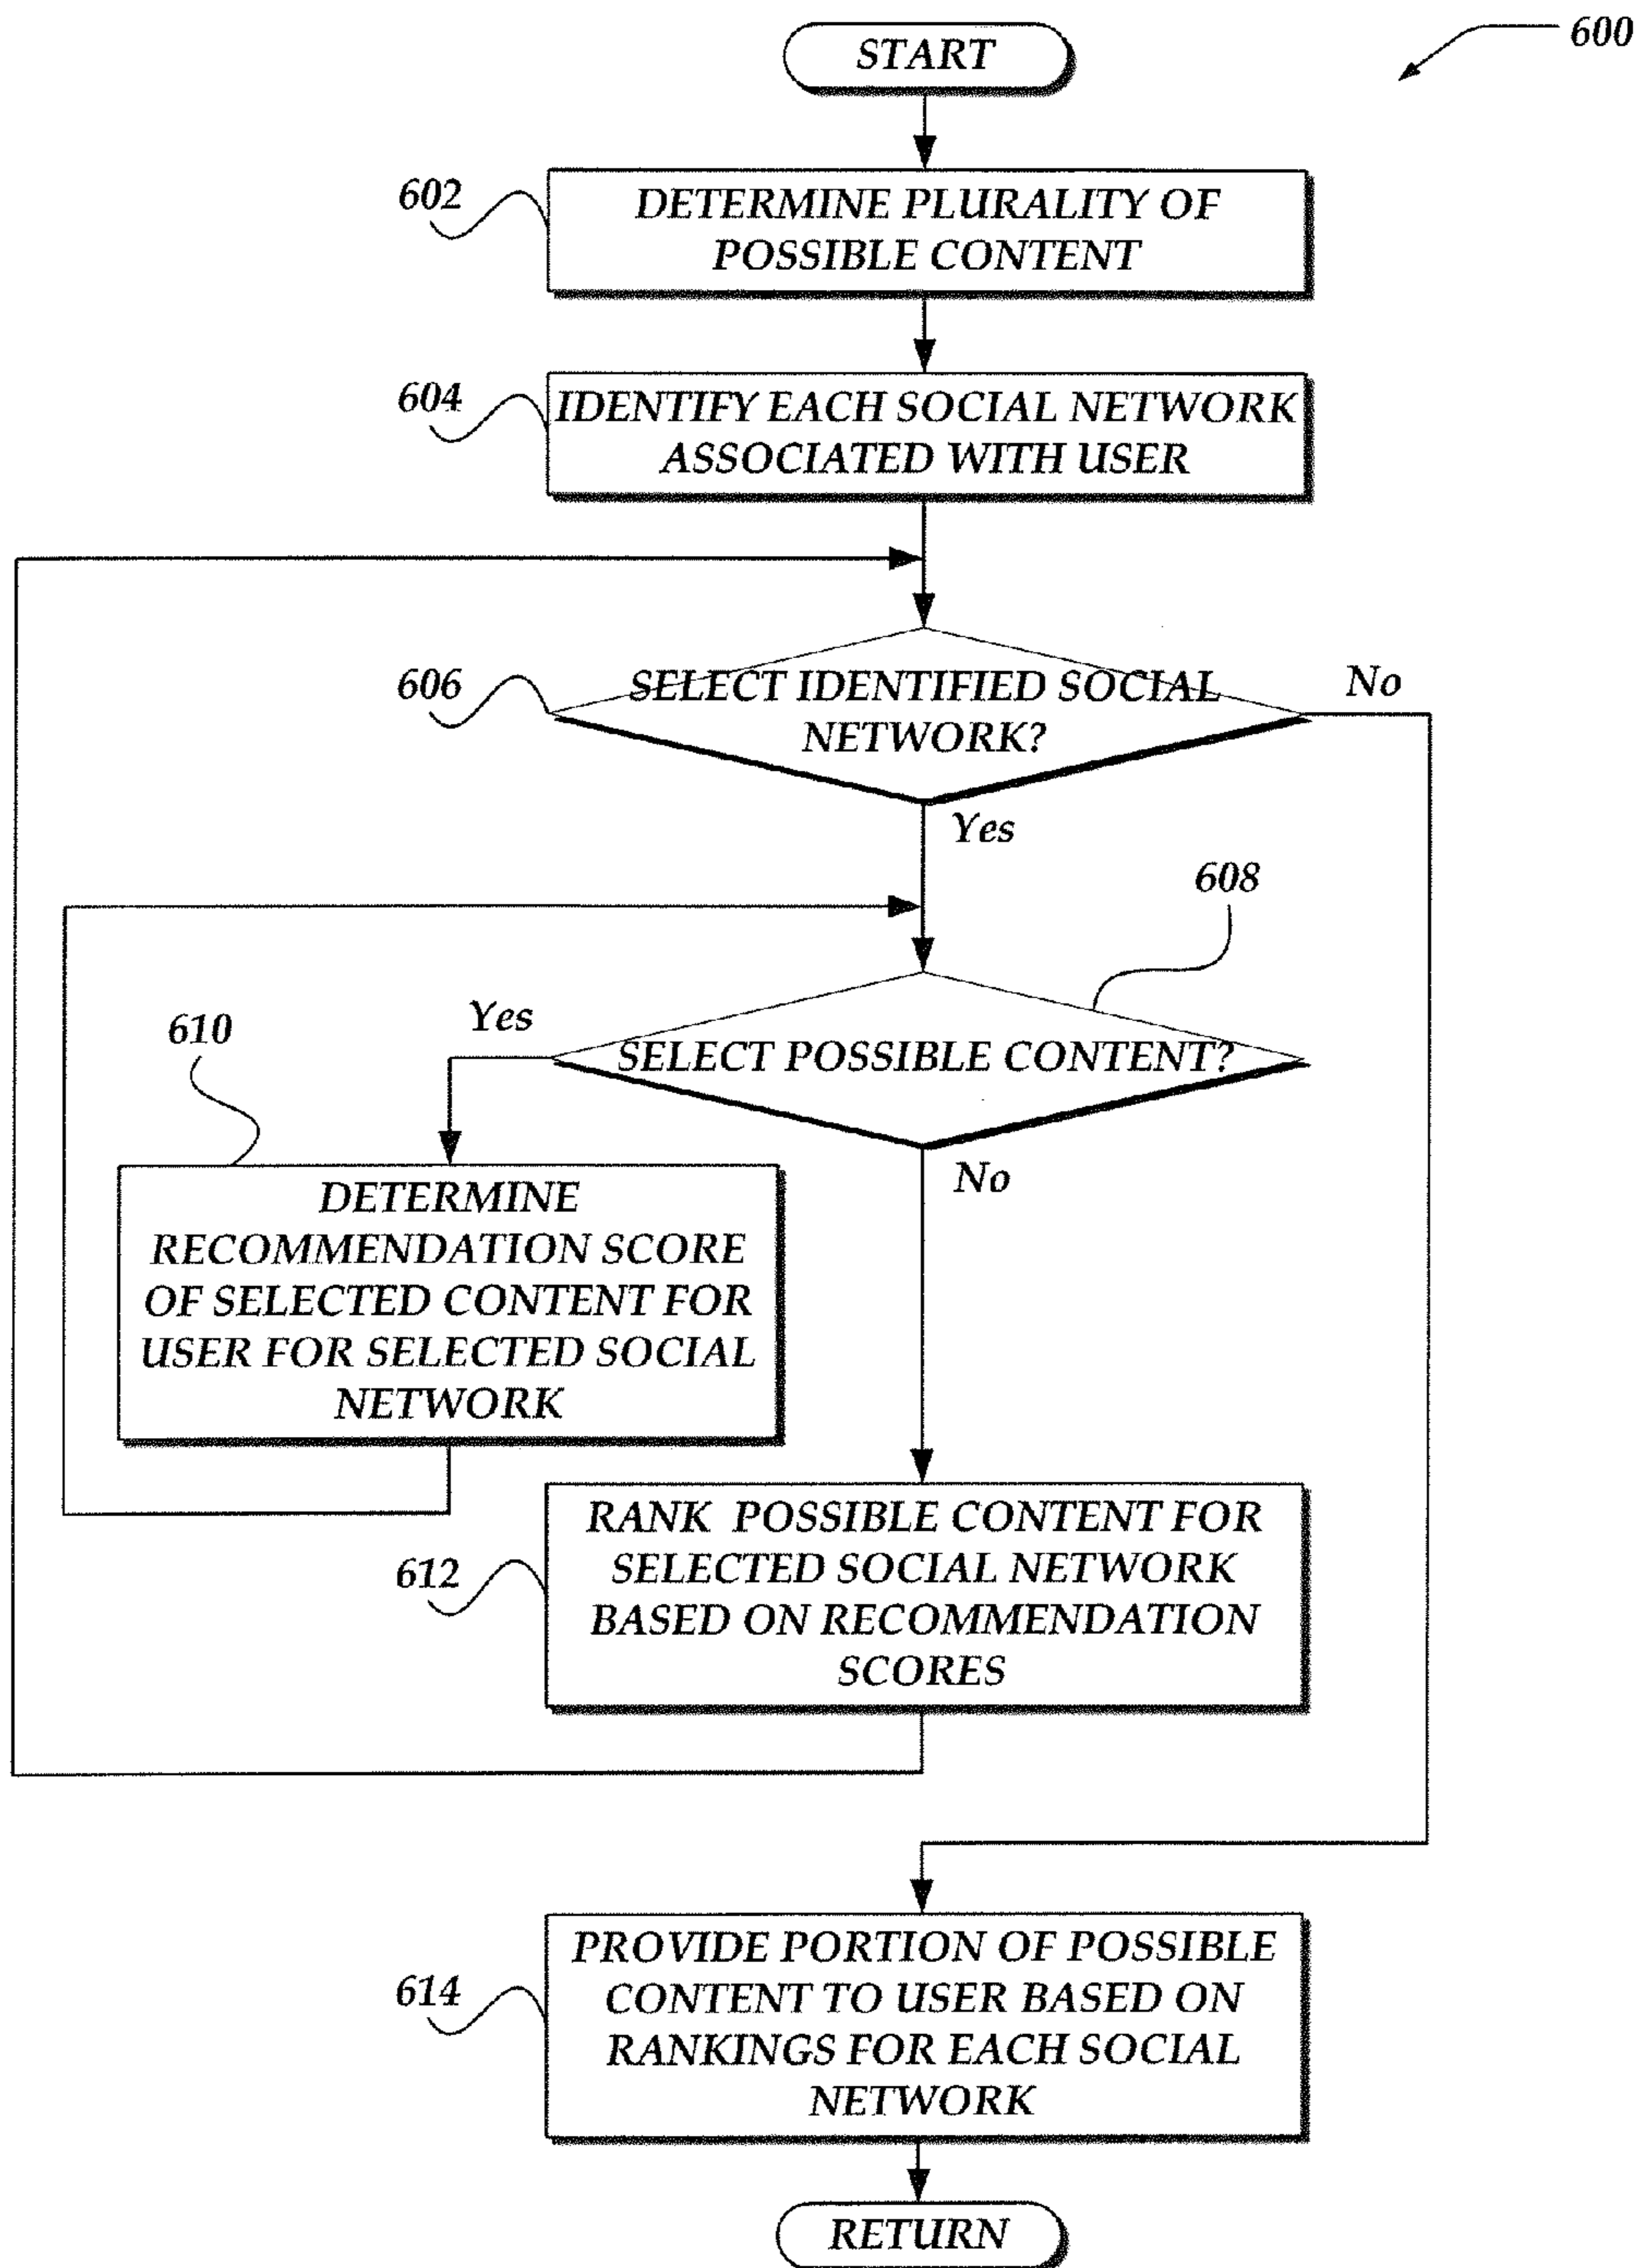 600
START
602
DETERMINE PLURALITY OF
POSSIBLE CONTENT
604
IDENTIFY EACH SOCIAL NETWORK
ASSOCIATED WITH USER
606
SELECT IDENTIFIED SOCIAL
NETWORK?
No
Yes
608
Yes
SELECT POSSIBLE CONTENT?
610
No
DETERMINE
RECOMMENDATION SCORE
OF SELECTED CONTENT FOR
USER FOR SELECTED SOCIAL
NETWORK
612
RANK POSSIBLE CONTENT FOR
SELECTED SOCIAL NETWORK
BASED ON RECOMMENDATION
SCORES
614
PROVIDE PORTION OF POSSIBLE
CONTENT TO USER BASED ON
RANKINGS FOR EACH SOCIAL
NETWORK
RETURN